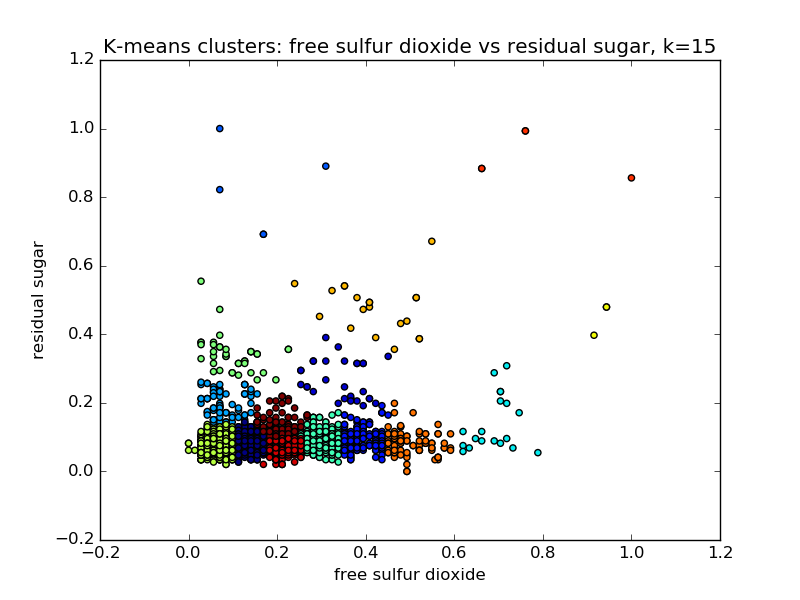 K-means clusters: free sulfur dioxide vs residual sugar, k=15
1.2
1.0
0.8
0.6
0.4
0.2
0.0
−0.2
residual sugar
−0.2 0.0 0.2 0.4 0.6 0.8 1.0 1.2
free sulfur dioxide